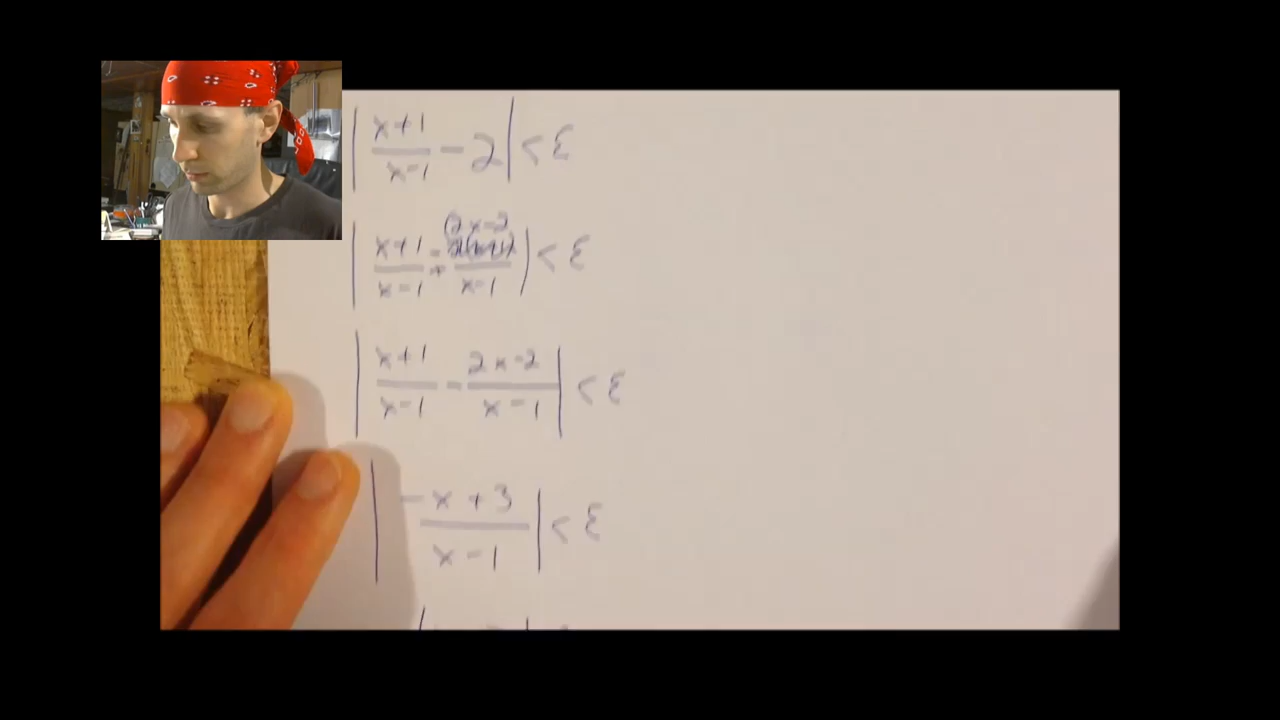 |x+1/x-1 - 2| < ε
|x+1/x-1 - 2x-2/x-1| < ε
|x+1/x-1 - 2x-2/x-1| < ε
|-x+3/x-1| < ε